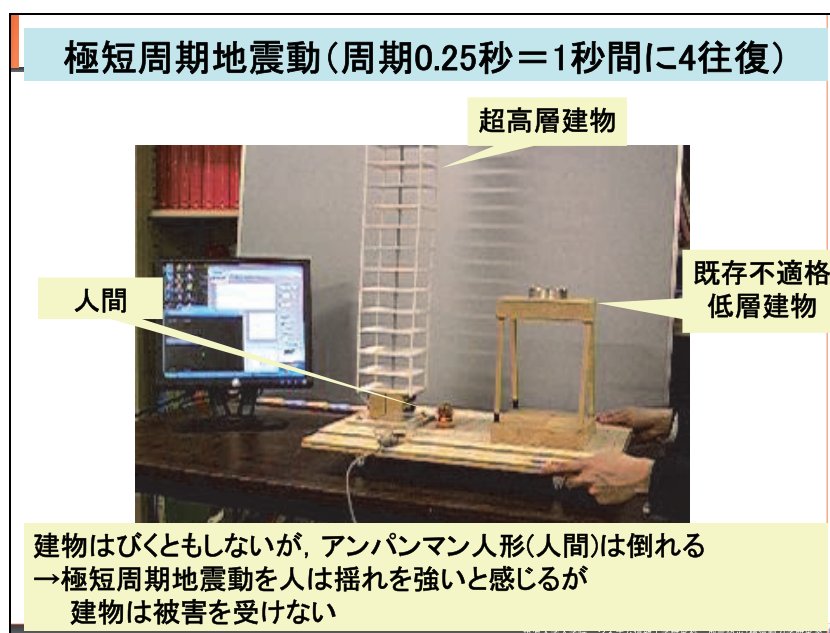 極短周期地震動(周期0.25秒＝1秒間に4往復)
超高層建物
既存不適格
低層建物
人間
建物はびくともしないが，アンパンマン人形(人間)は倒れる
→極短周期地震動を人は揺れを強いと感じるが
建物は被害を受けない